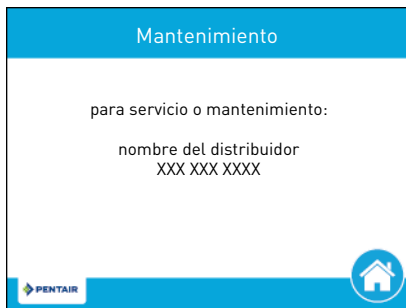 Mantenimiento
para servicio o mantenimiento:
nombre del distribuidor
XXX XXX XXXX
PENTAIR